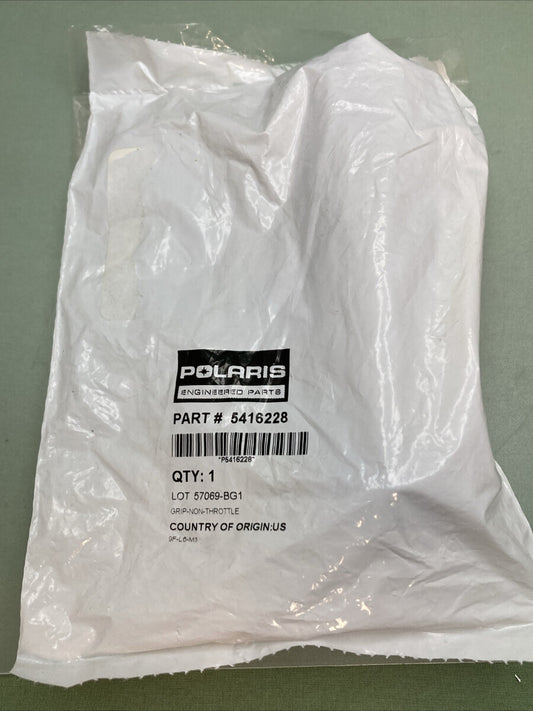 POLARIS
ENGINEERED PARTS
PART # 5416228
*P5416228*
QTY: 1
LOT 57069-BG1
GRIP-NON-THROTTLE
COUNTRY OF ORIGIN:US